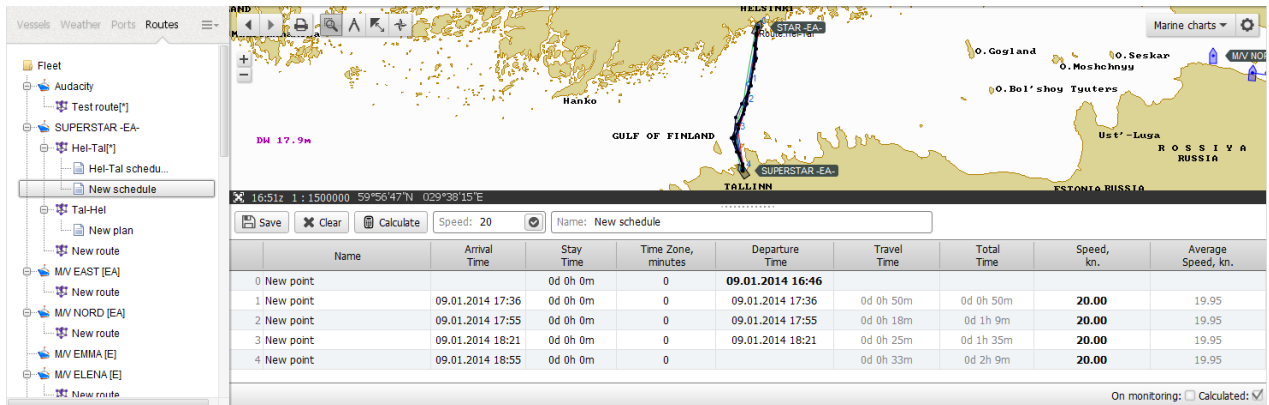 Vessels Weather Ports Routes
Fleet
Audacity
Test route[*]
SUPERSTAR -EA-
Hel-Tal[*]
Hel-Tal schedu...
New schedule
Tal-Hel
New plan
New route
M/V EAST [EA]
New route
M/V NORD [EA]
New route
M/V EMMA [E]
M/V ELENA [E]
New route
HELSINKI
STAR -EA-
Route:Hel-Tal
Marine charts
O.Gogland
O.Seskar
M/V NOR
O.Moshchnyy
O.Bol'shoy Tyuters
Hanko
1
2
3
4
DW 17.9m
GULF OF FINLAND
Ust'-Luga
ROSSIYA
RUSSIA
SUPERSTAR -EA-
TALLINN
ESTONIA RUSSIA
16:51z 1:1500000 59°56'47"N 029°38'15"E
Save Clear Calculate Speed: 20 Name: New schedule
Name Arrival Time Stay Time Time Zone, minutes Departure Time Travel Time Total Time Speed, kn. Average Speed, kn.
0 New point 0d 0h 0m 0 09.01.2014 16:46
1 New point 09.01.2014 17:36 0d 0h 0m 0 09.01.2014 17:36 0d 0h 50m 0d 0h 50m 20.00 19.95
2 New point 09.01.2014 17:55 0d 0h 0m 0 09.01.2014 17:55 0d 0h 18m 0d 1h 9m 20.00 19.95
3 New point 09.01.2014 18:21 0d 0h 0m 0 09.01.2014 18:21 0d 0h 25m 0d 1h 35m 20.00 19.95
4 New point 09.01.2014 18:55 0d 0h 0m 0 0d 0h 33m 0d 2h 9m 20.00 19.95
On monitoring: Calculated: